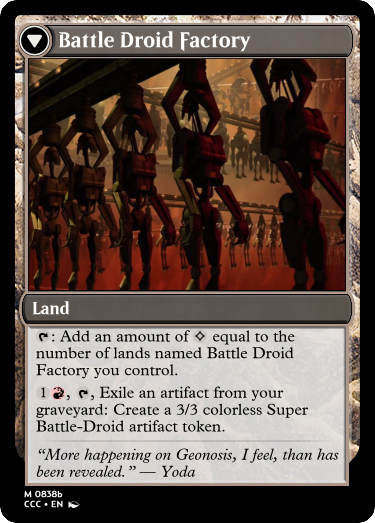 Battle Droid Factory
Land
: Add an amount of equal to the
number of lands named Battle Droid
Factory you control.
1 , , Exile an artifact from your
graveyard: Create a 3/3 colorless Super
Battle-Droid artifact token.
“More happening on Geonosis, I feel, than has
been revealed.” — Yoda
M 0838b
CCC • EN